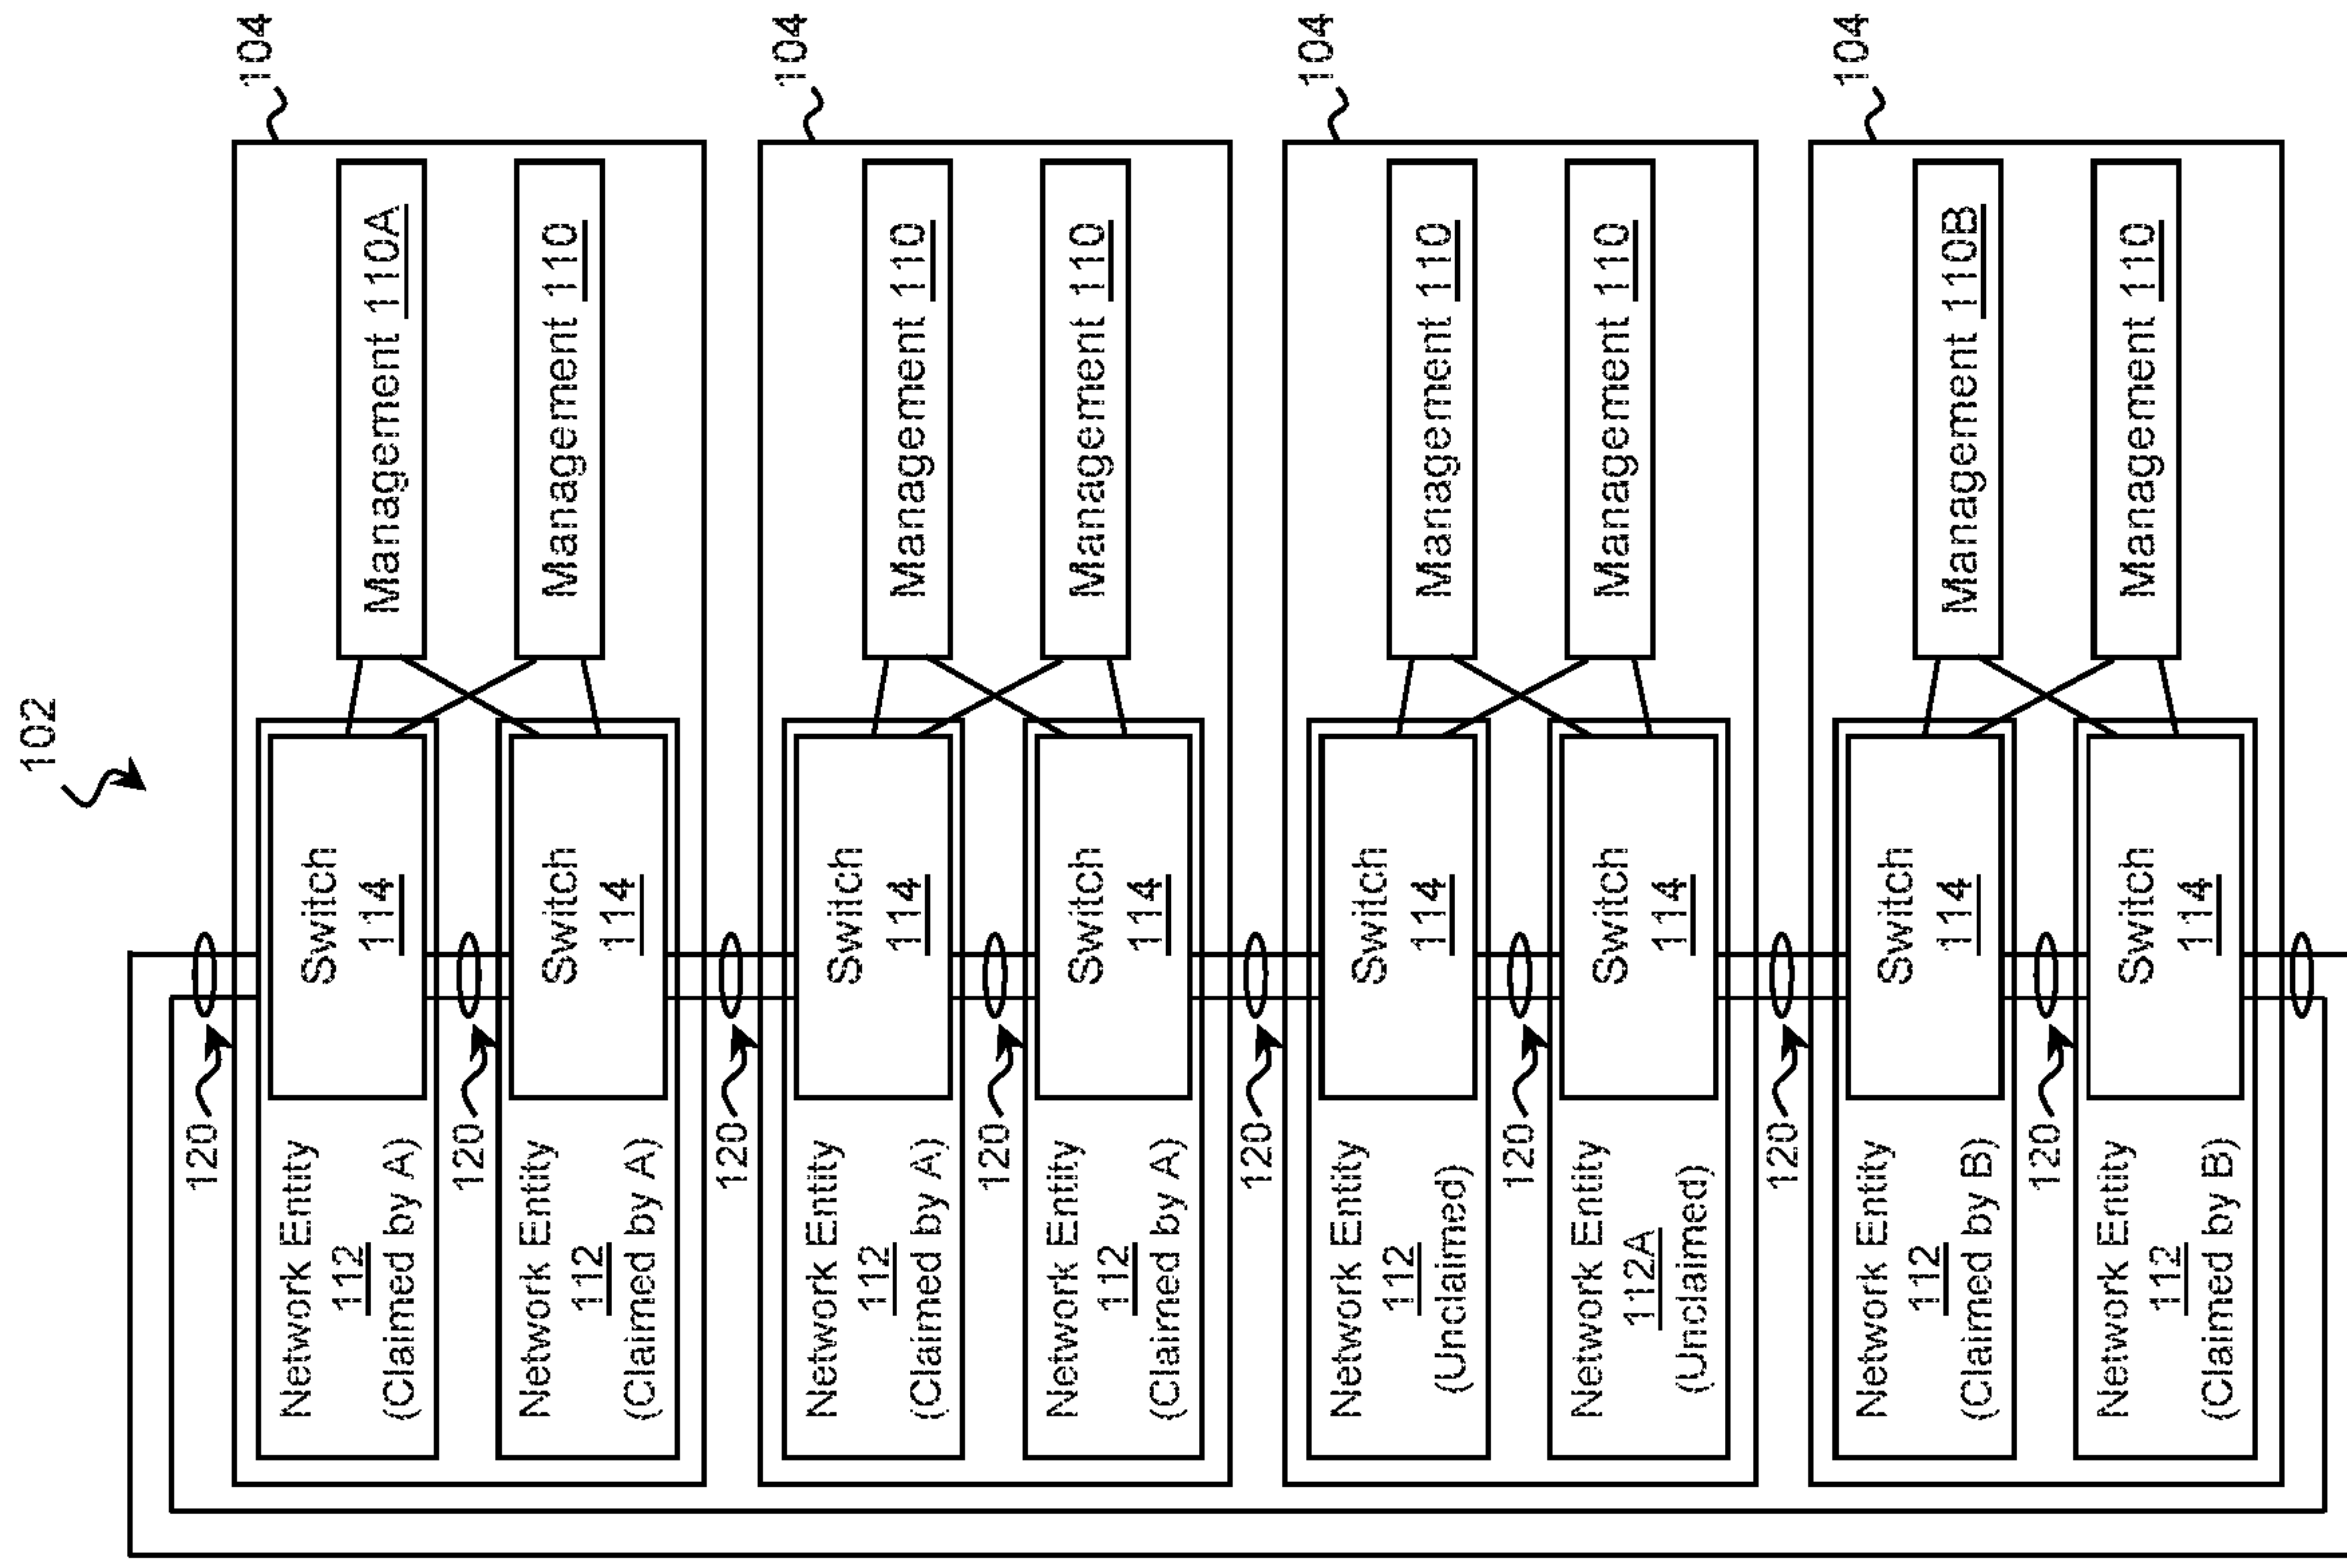 102
120
104
Network Entity
112
(Claimed by A)
Switch
114
Management 110A
120
Network Entity
112
(Claimed by A)
Switch
114
Management 110
120
104
Network Entity
112
(Claimed by A)
Switch
114
Management 110
120
Network Entity
112
(Claimed by A)
Switch
114
Management 110
120
104
Network Entity
112
(Unclaimed)
Switch
114
Management 110
120
Network Entity
112A
(Unclaimed)
Switch
114
Management 110
120
104
Network Entity
112
(Claimed by B)
Switch
114
Management 110B
120
Network Entity
112
(Claimed by B)
Switch
114
Management 110